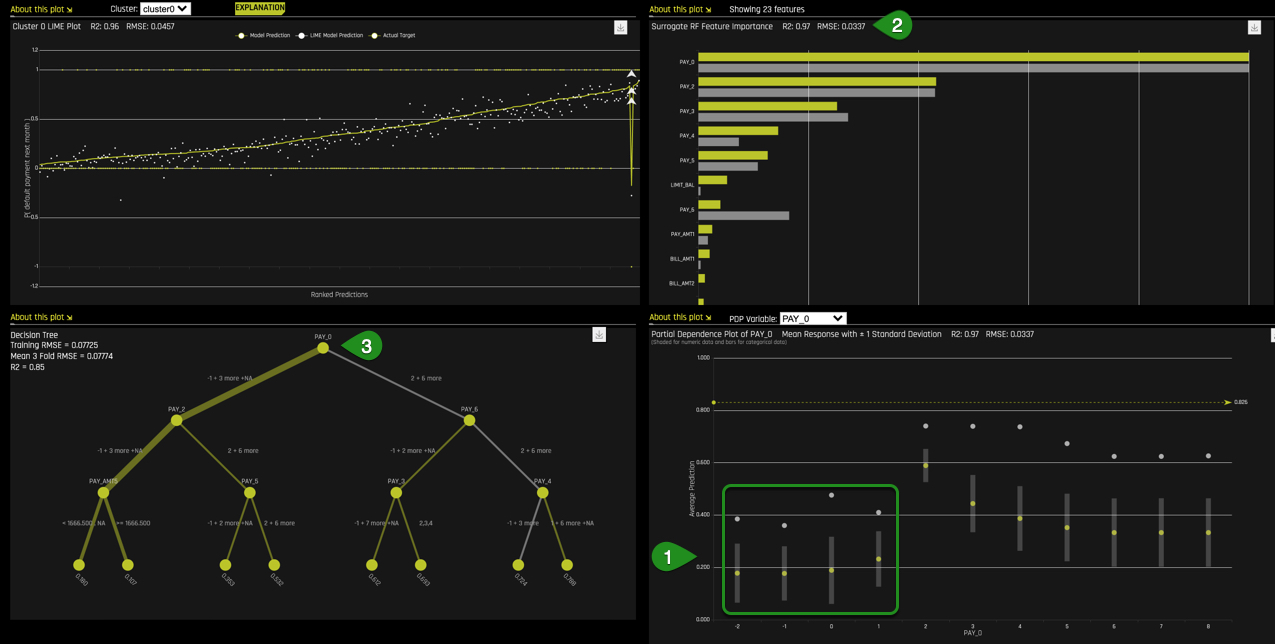 About this plot
Cluster: cluster0
EXPLANATION
Cluster 0 LIME Plot R2: 0.96 RMSE: 0.0457
Model Prediction LIME Model Prediction Actual Target
1.2
1
0.5
0
-0.5
-1
-1.2
P( default payment next month )
Ranked Predictions
About this plot
Showing 23 features
Surrogate RF Feature Importance R2: 0.97 RMSE: 0.0337
2
PAY_0
PAY_2
PAY_3
PAY_4
PAY_5
LIMIT_BAL
PAY_6
PAY_AMT1
BILL_AMT1
BILL_AMT2
About this plot
Decision Tree
Training RMSE = 0.07725
Mean 3 Fold RMSE = 0.07774
R2 = 0.85
PAY_0
3
-1 + 3 more +NA
2 + 6 more
PAY_2
PAY_6
-1 + 3 more +NA
2 + 6 more
-1 + 2 more +NA
2 + 6 more
PAY_AMT5
PAY_5
PAY_3
PAY_4
< 1666.500, NA
>= 1666.500
-1 + 2 more +NA
2 + 6 more
-1 + 7 more +NA
2,3,4
-1 + 3 more
+ 6 more +NA
0.180
0.107
0.353
0.532
0.612
0.693
0.724
0.788
About this plot
PDP Variable: PAY_0
Partial Dependence Plot of PAY_0 Mean Response with ± 1 Standard Deviation R2: 0.97 RMSE: 0.0337
(Shaded for numeric data and bars for categorical data)
1.000
0.826
0.800
0.600
0.400
0.200
0.000
Average Prediction
1
-2 -1 0 1 2 3 4 5 6 7 8
PAY_0